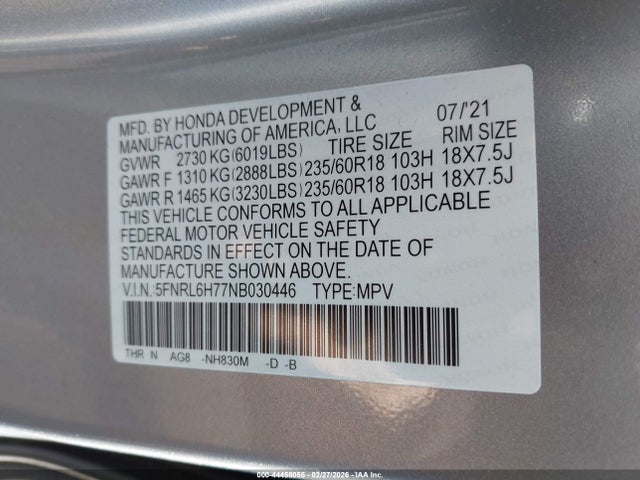 MFD. BY HONDA DEVELOPMENT & 07/'21
MANUFACTURING OF AMERICA, LLC
GVWR 2730 KG(6019LBS) TIRE SIZE RIM SIZE
GAWR F 1310 KG(2888LBS) 235/60R18 103H 18X7.5J
GAWR R 1465 KG(3230LBS) 235/60R18 103H 18X7.5J
THIS VEHICLE CONFORMS TO ALL APPLICABLE
FEDERAL MOTOR VEHICLE SAFETY
STANDARDS IN EFFECT ON THE DATE OF
MANUFACTURE SHOWN ABOVE.
V.I.N.:5FNRL6H77NB030446 TYPE:MPV
THR N AG8 -NH830M -D -B
000-44458055 - 02/27/2026 - IAA Inc.